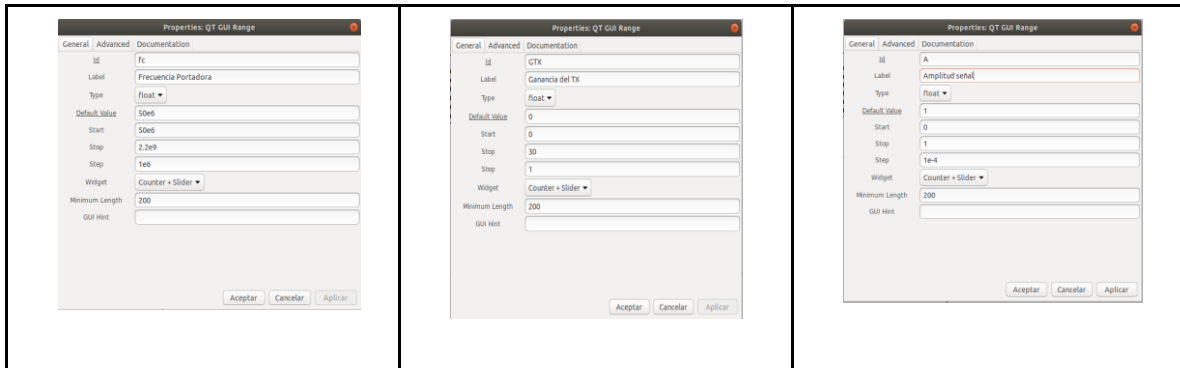 Properties: QT GUI Range
General Advanced Documentation
Id fc
Label Frecuencia Portadora
Type float
Default Value 50e6
Start 50e6
Stop 2.2e9
Step 1e6
Widget Counter + Slider
Minimum Length 200
GUI Hint
Aceptar Cancelar Aplicar
Properties: QT GUI Range
General Advanced Documentation
Id GTX
Label Ganancia del TX
Type float
Default Value 0
Start 0
Stop 30
Step 1
Widget Counter + Slider
Minimum Length 200
GUI Hint
Aceptar Cancelar Aplicar
Properties: QT GUI Range
General Advanced Documentation
Id A
Label Amplitud señal
Type float
Default Value 1
Start 0
Stop 1
Step 1e-4
Widget Counter + Slider
Minimum Length 200
GUI Hint
Aceptar Cancelar Aplicar